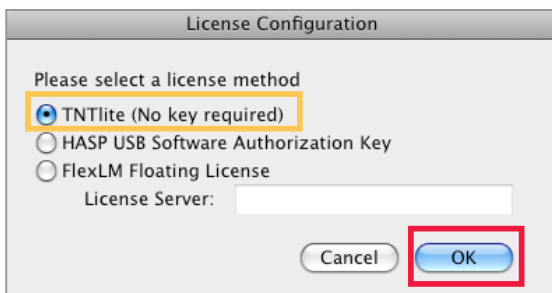 License Configuration
Please select a license method
TNTlite (No key required)
HASP USB Software Authorization Key
FlexLM Floating License
License Server:
Cancel OK